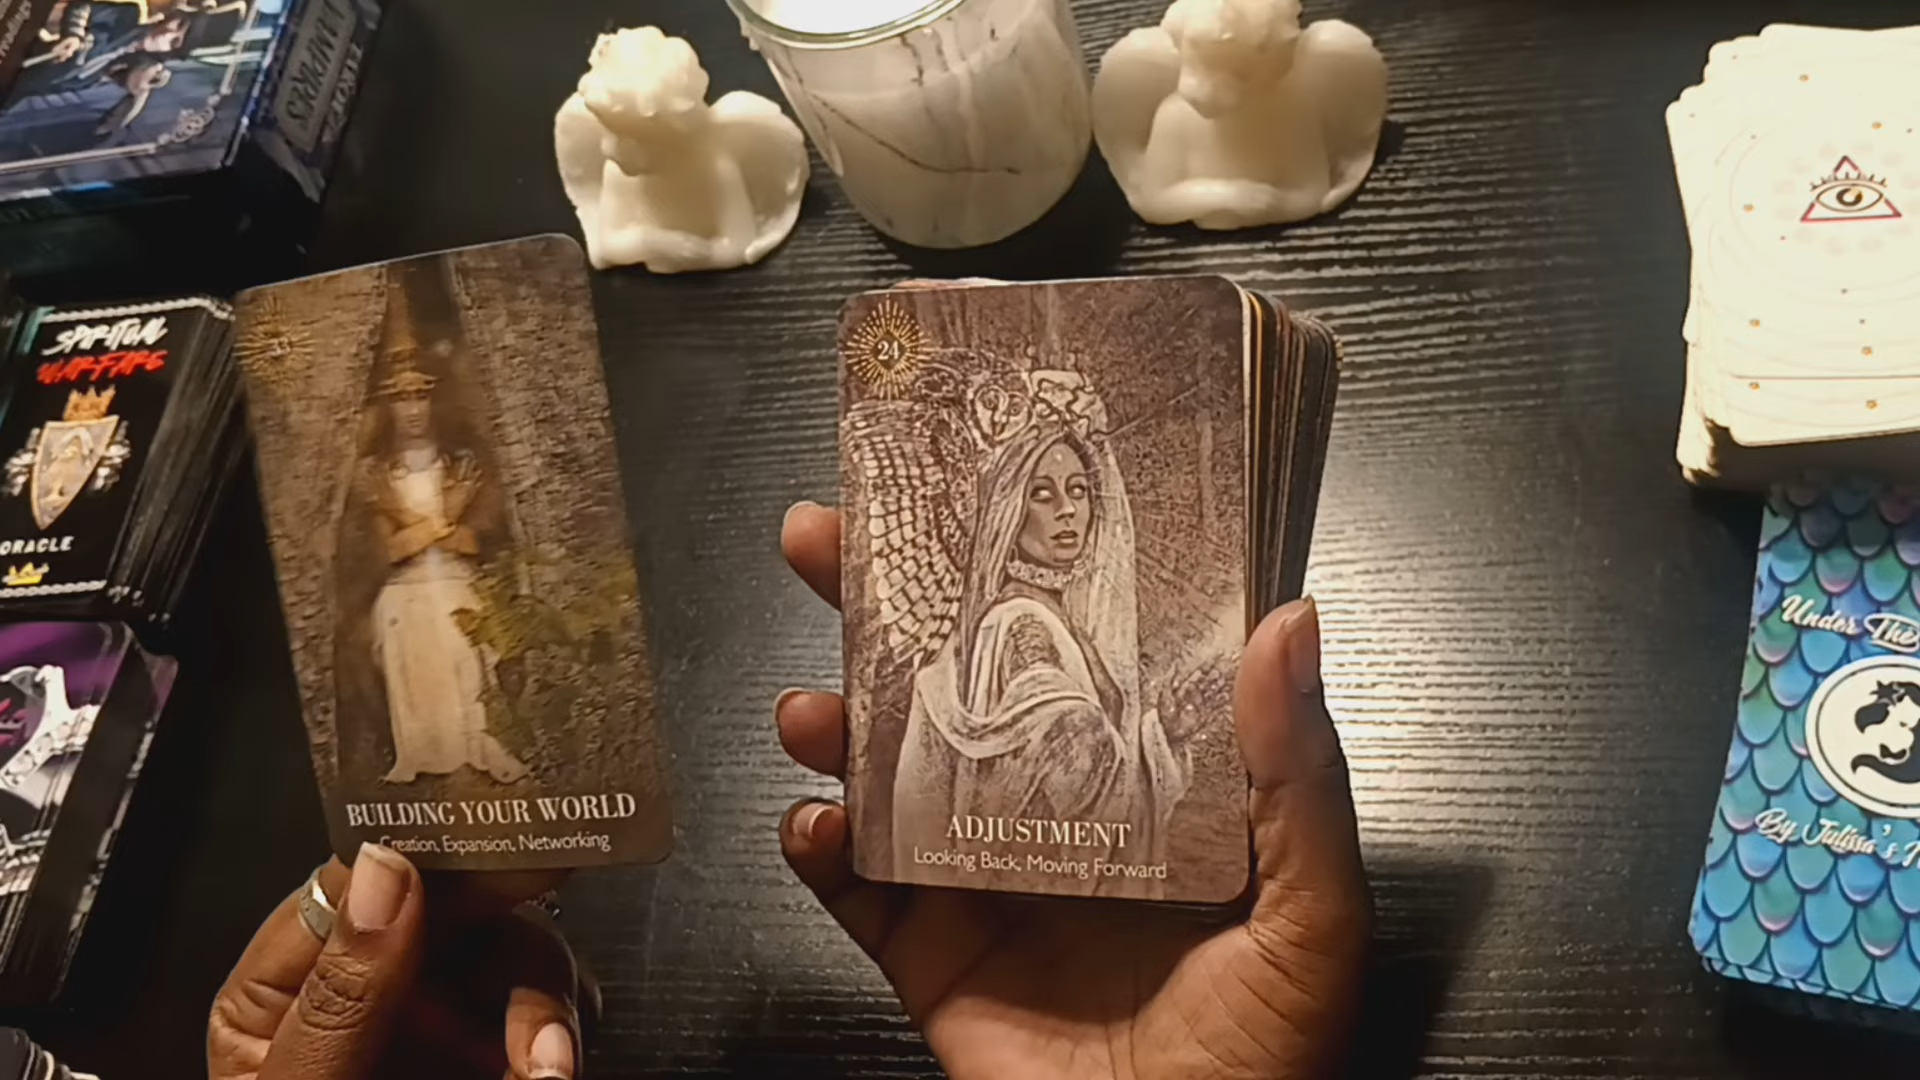 SPIRITUAL
WARFARE
ORACLE
33
BUILDING YOUR WORLD
Creation, Expansion, Networking
24
ADJUSTMENT
Looking Back, Moving Forward
Under The
By Julissa's